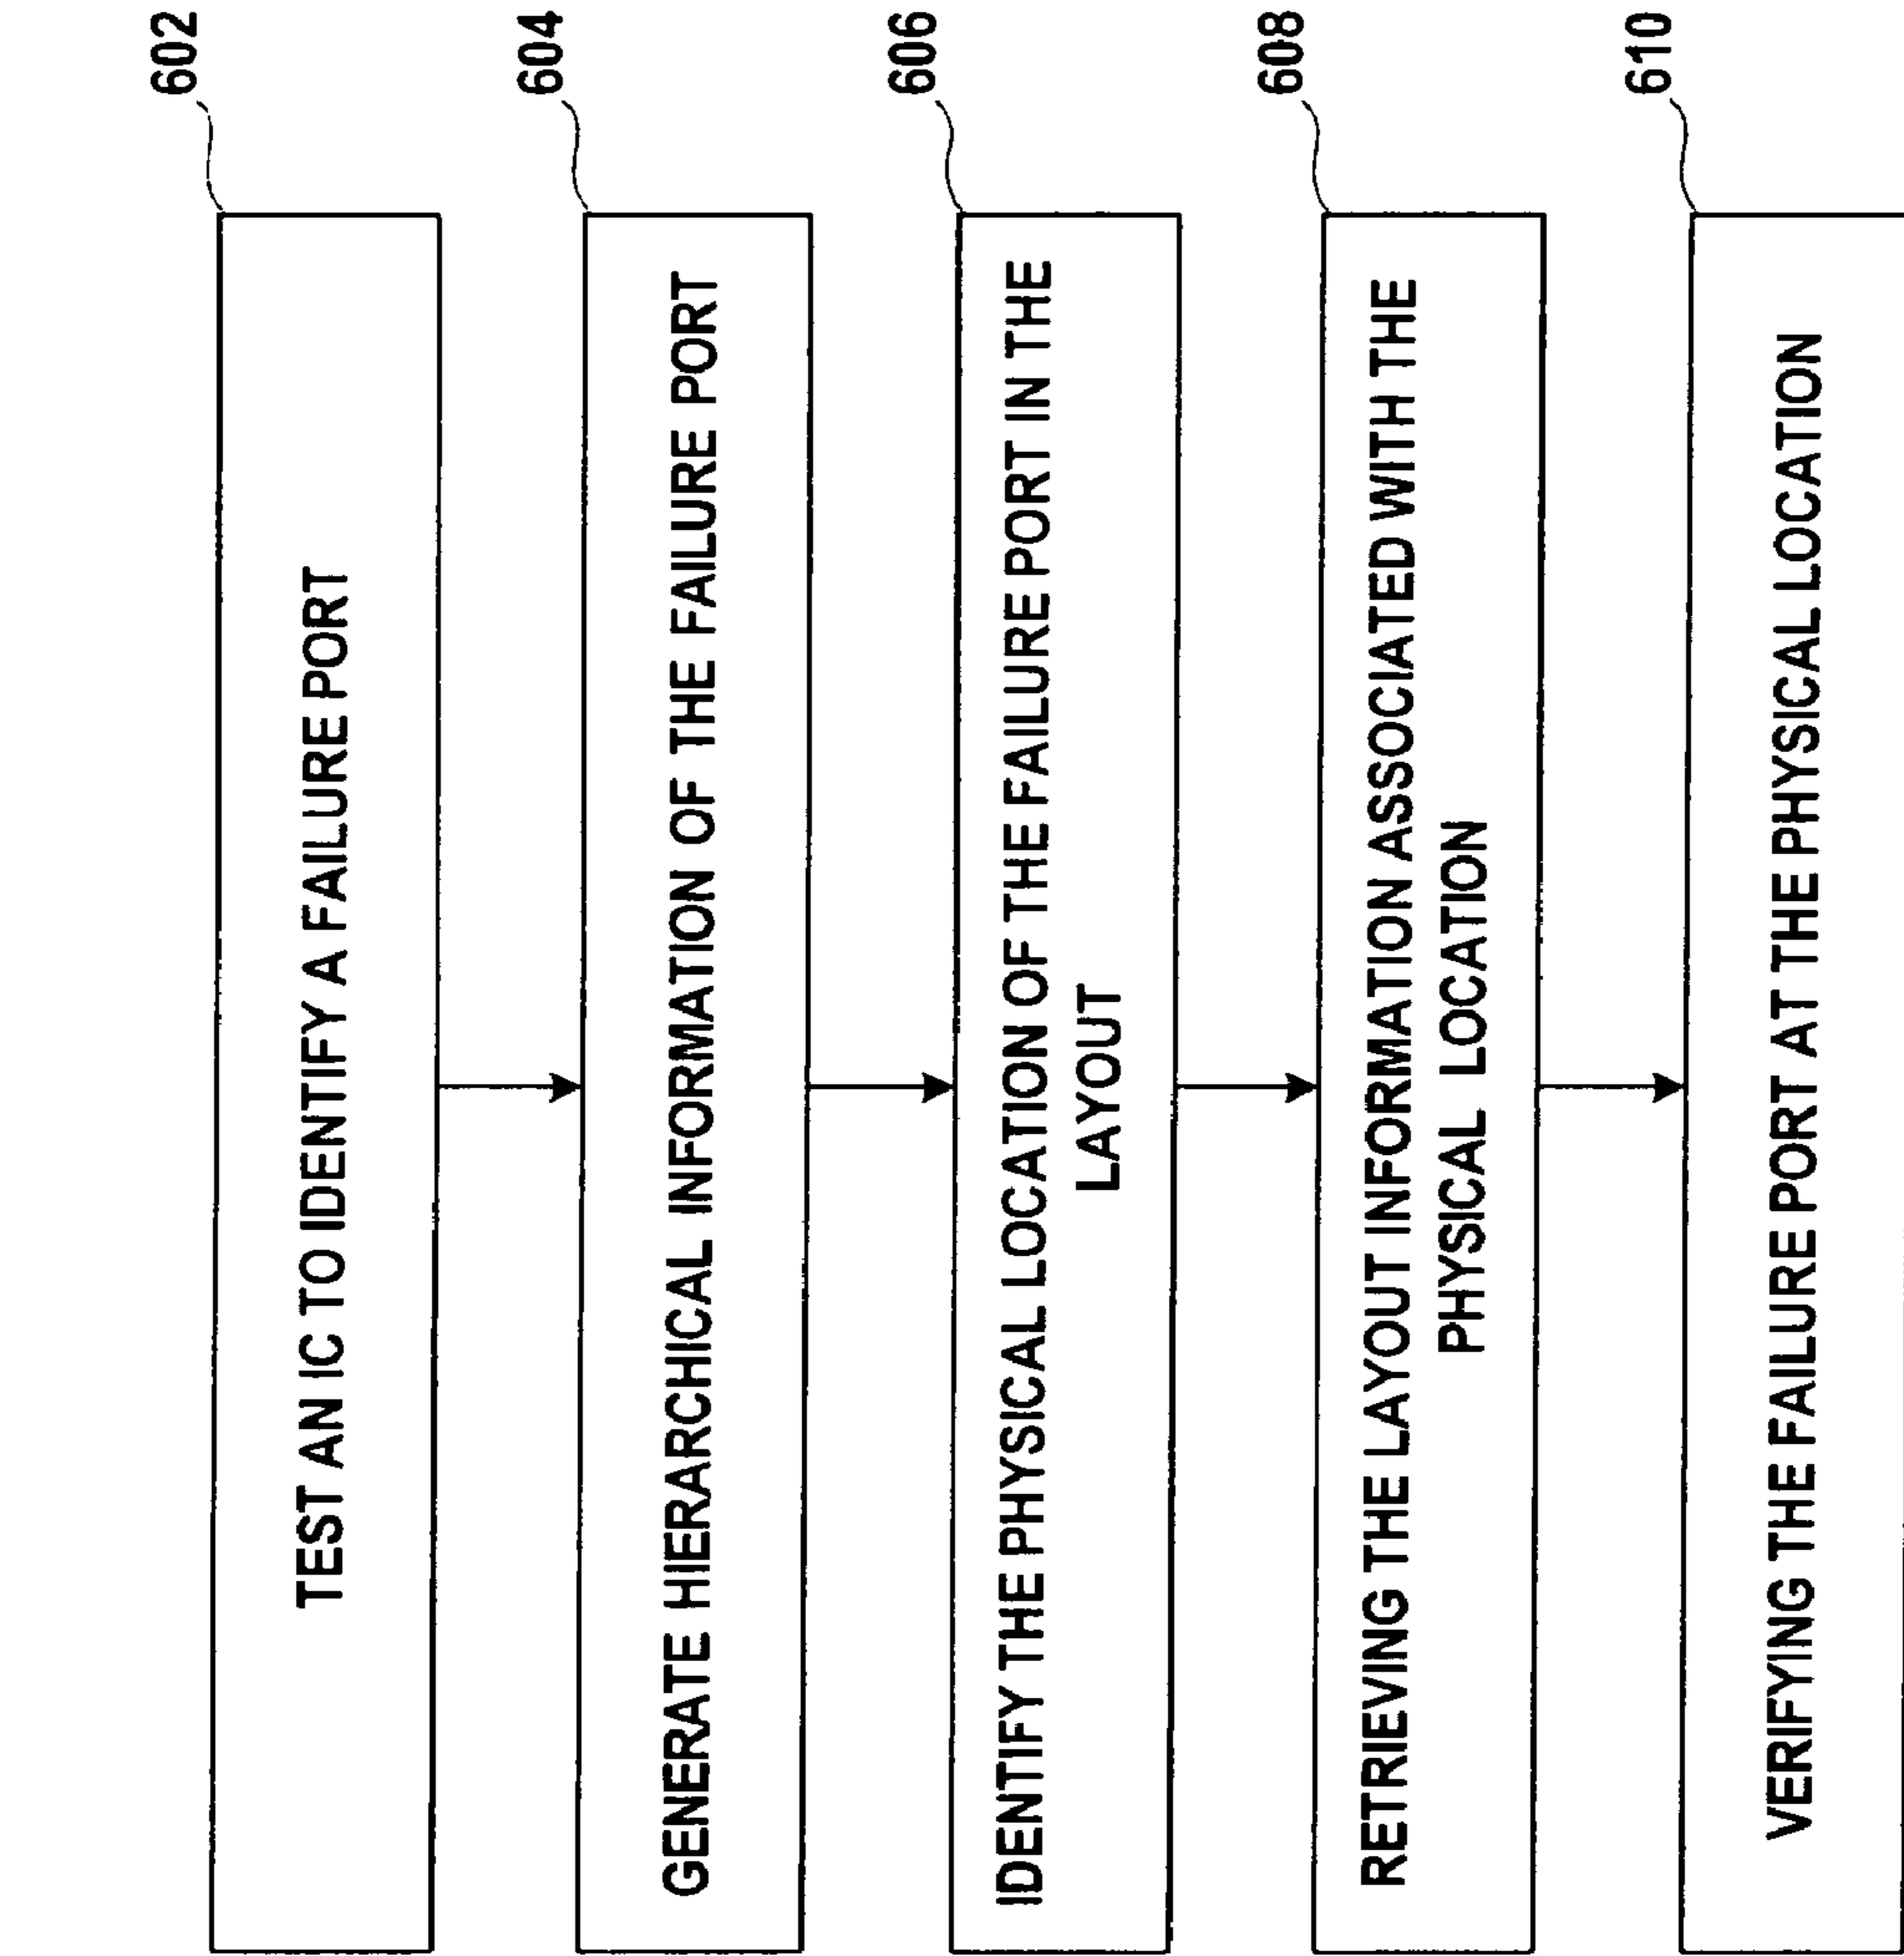 602
TEST AN IC TO IDENTIFY A FAILURE PORT
604
GENERATE HIERARCHICAL INFORMATION OF THE FAILURE PORT
606
IDENTIFY THE PHYSICAL LOCATION OF THE FAILURE PORT IN THE
LAYOUT
608
RETRIEVING THE LAYOUT INFORMATION ASSOCIATED WITH THE
PHYSICAL LOCATION
610
VERIFYING THE FAILURE PORT AT THE PHYSICAL LOCATION